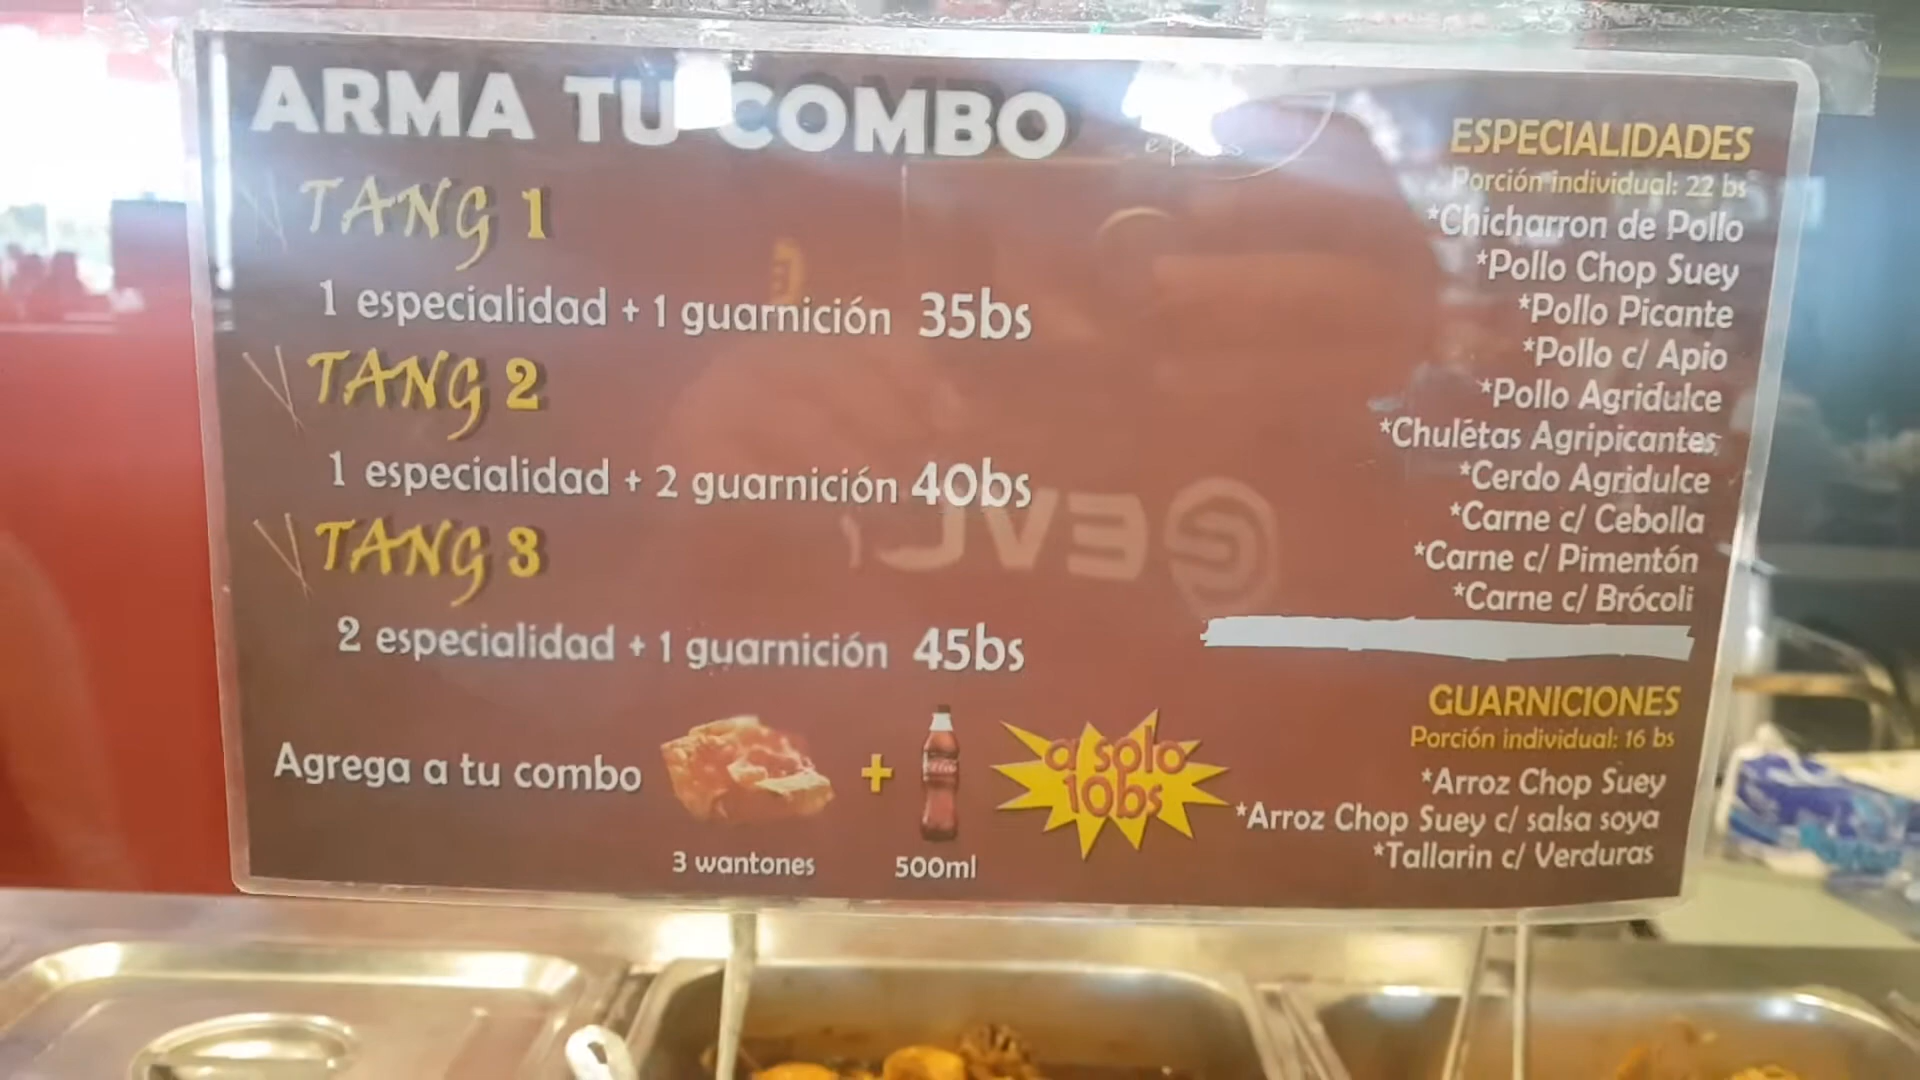 ARMA TU COMBO
TANG 1
1 especialidad + 1 guarnición 35bs
TANG 2
1 especialidad + 2 guarnición 40bs
TANG 3
2 especialidad + 1 guarnición 45bs
Agrega a tu combo
+
a solo
10bs
3 wantones
500ml
ESPECIALIDADES
Porción individual: 22 bs
*Chicharron de Pollo
*Pollo Chop Suey
*Pollo Picante
*Pollo c/ Apio
*Pollo Agridulce
*Chuletas Agripicantes
*Cerdo Agridulce
*Carne c/ Cebolla
*Carne c/ Pimentón
*Carne c/ Brócoli
GUARNICIONES
Porción individual: 16 bs
*Arroz Chop Suey
*Arroz Chop Suey c/ salsa soya
*Tallarin c/ Verduras